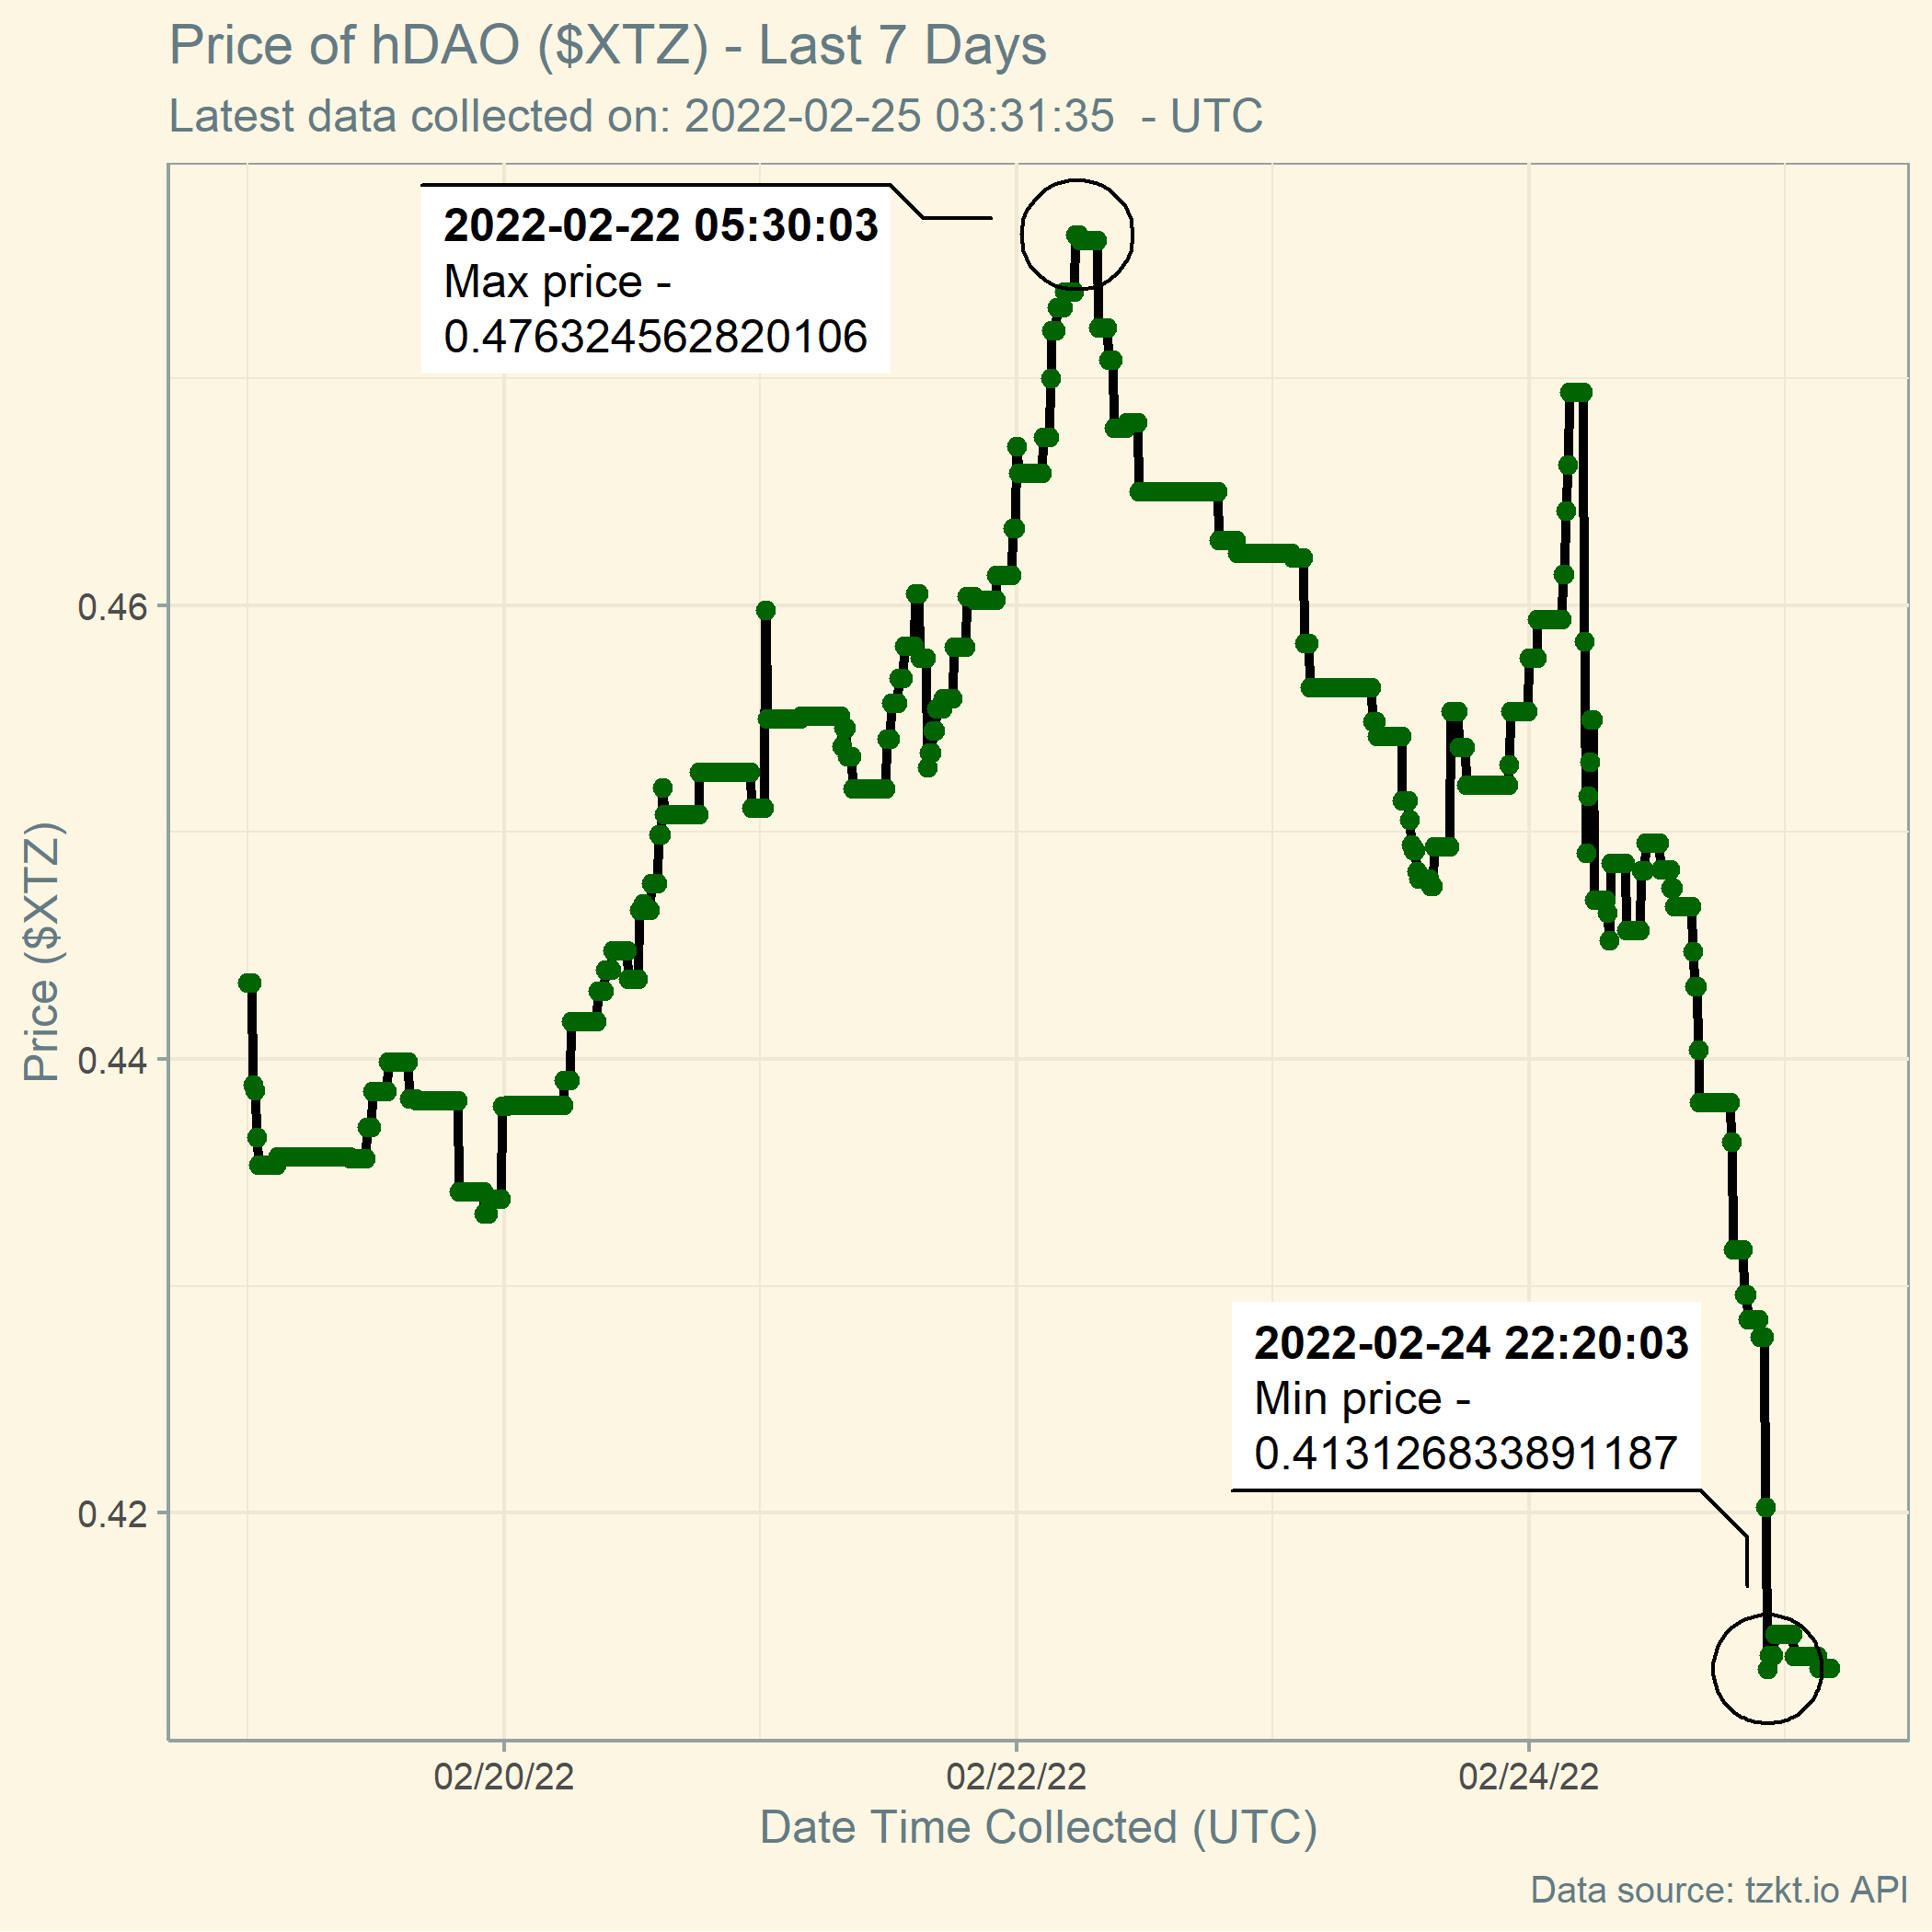 Price of hDAO ($XTZ) - Last 7 Days
Latest data collected on: 2022-02-25 03:31:35  - UTC
2022-02-22 05:30:03
Max price -
0.476324562820106
0.46
0.44
0.42
Price ($XTZ)
2022-02-24 22:20:03
Min price -
0.413126833891187
02/20/22
02/22/22
02/24/22
Date Time Collected (UTC)
Data source: tzkt.io API